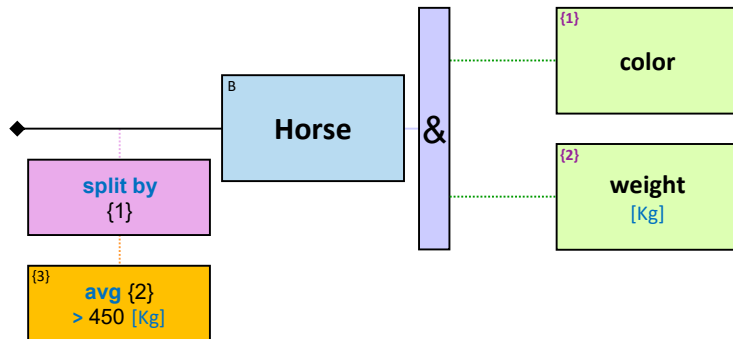 B
Horse
&
{1}
color
{2}
weight
[Kg]
split by
{1}
{3}
avg {2}
> 450 [Kg]